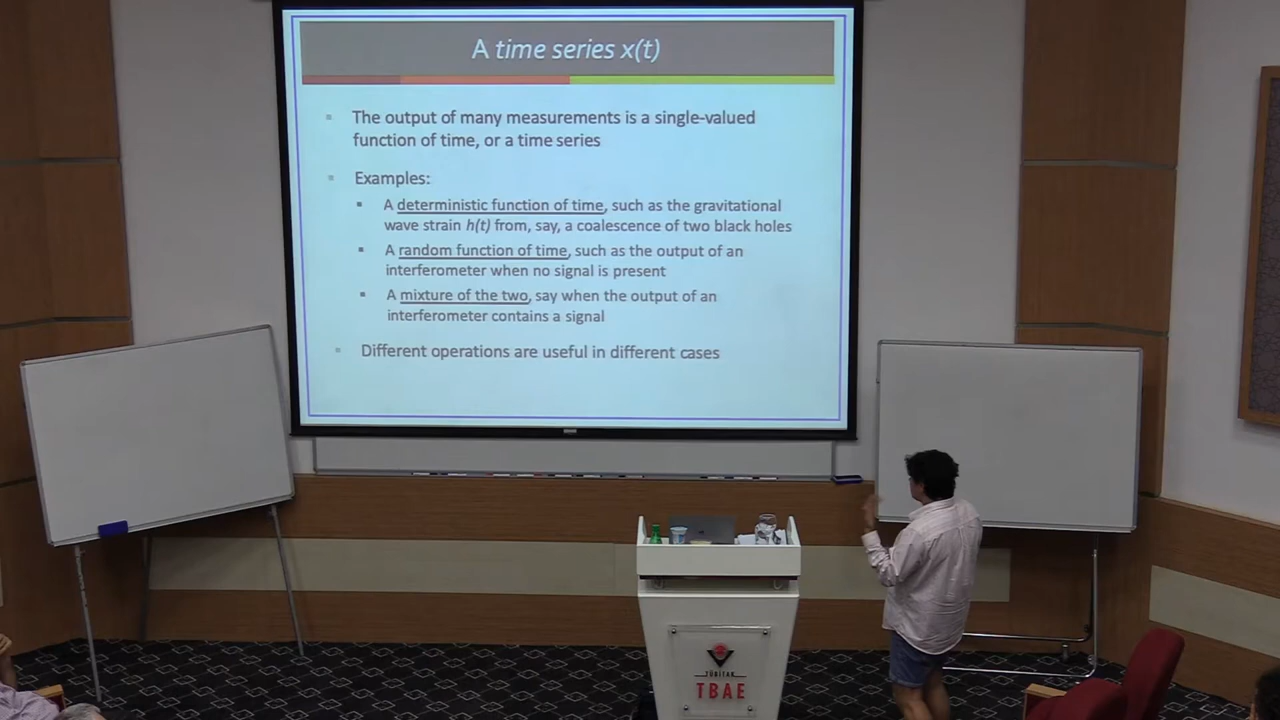 A time series x(t)
The output of many measurements is a single-valued
function of time, or a time series
Examples:
A deterministic function of time, such as the gravitational
wave strain h(t) from, say, a coalescence of two black holes
A random function of time, such as the output of an
interferometer when no signal is present
A mixture of the two, say when the output of an
interferometer contains a signal
Different operations are useful in different cases
TÜBİTAK
TBAE